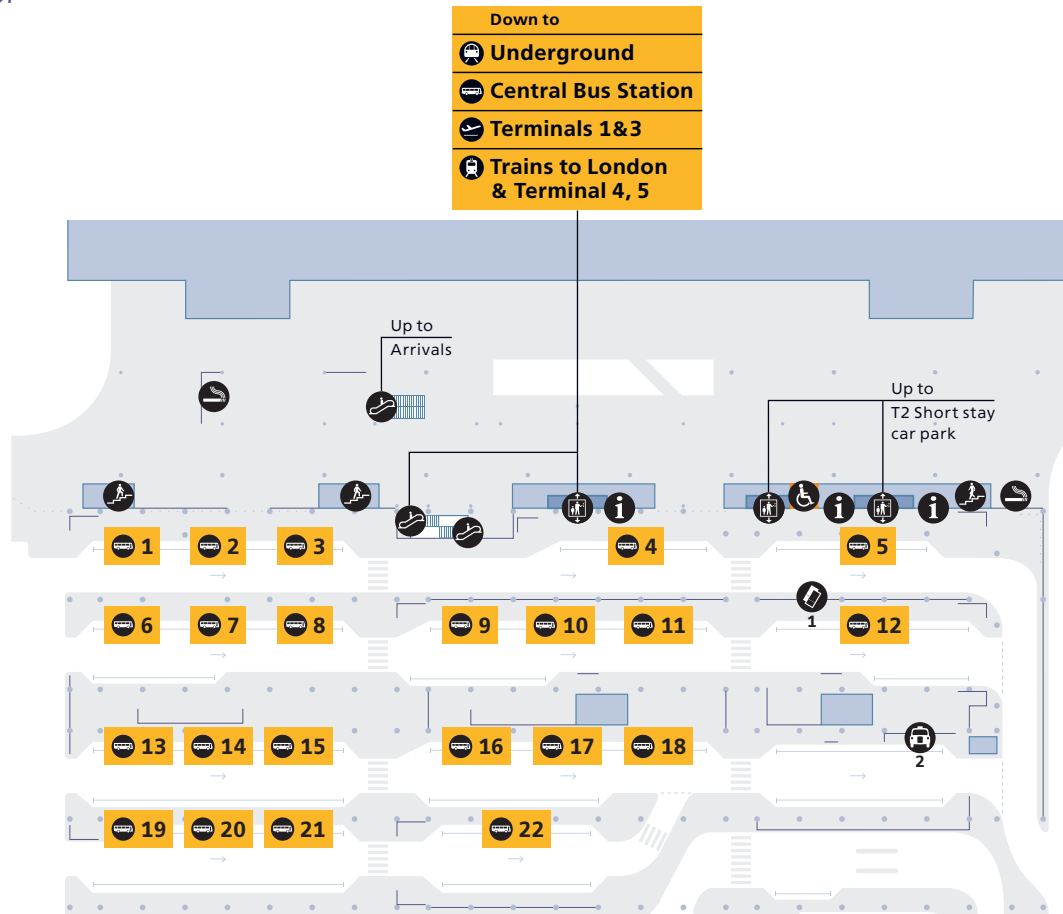 Down to
Underground
Central Bus Station
Terminals 1&3
Trains to London
& Terminal 4, 5
Up to
Arrivals
Up to
T2 Short stay
car park
i
i
i
1
2
3
4
5
6
7
8
9
10
11
1
12
13
14
15
16
17
18
2
19
20
21
22